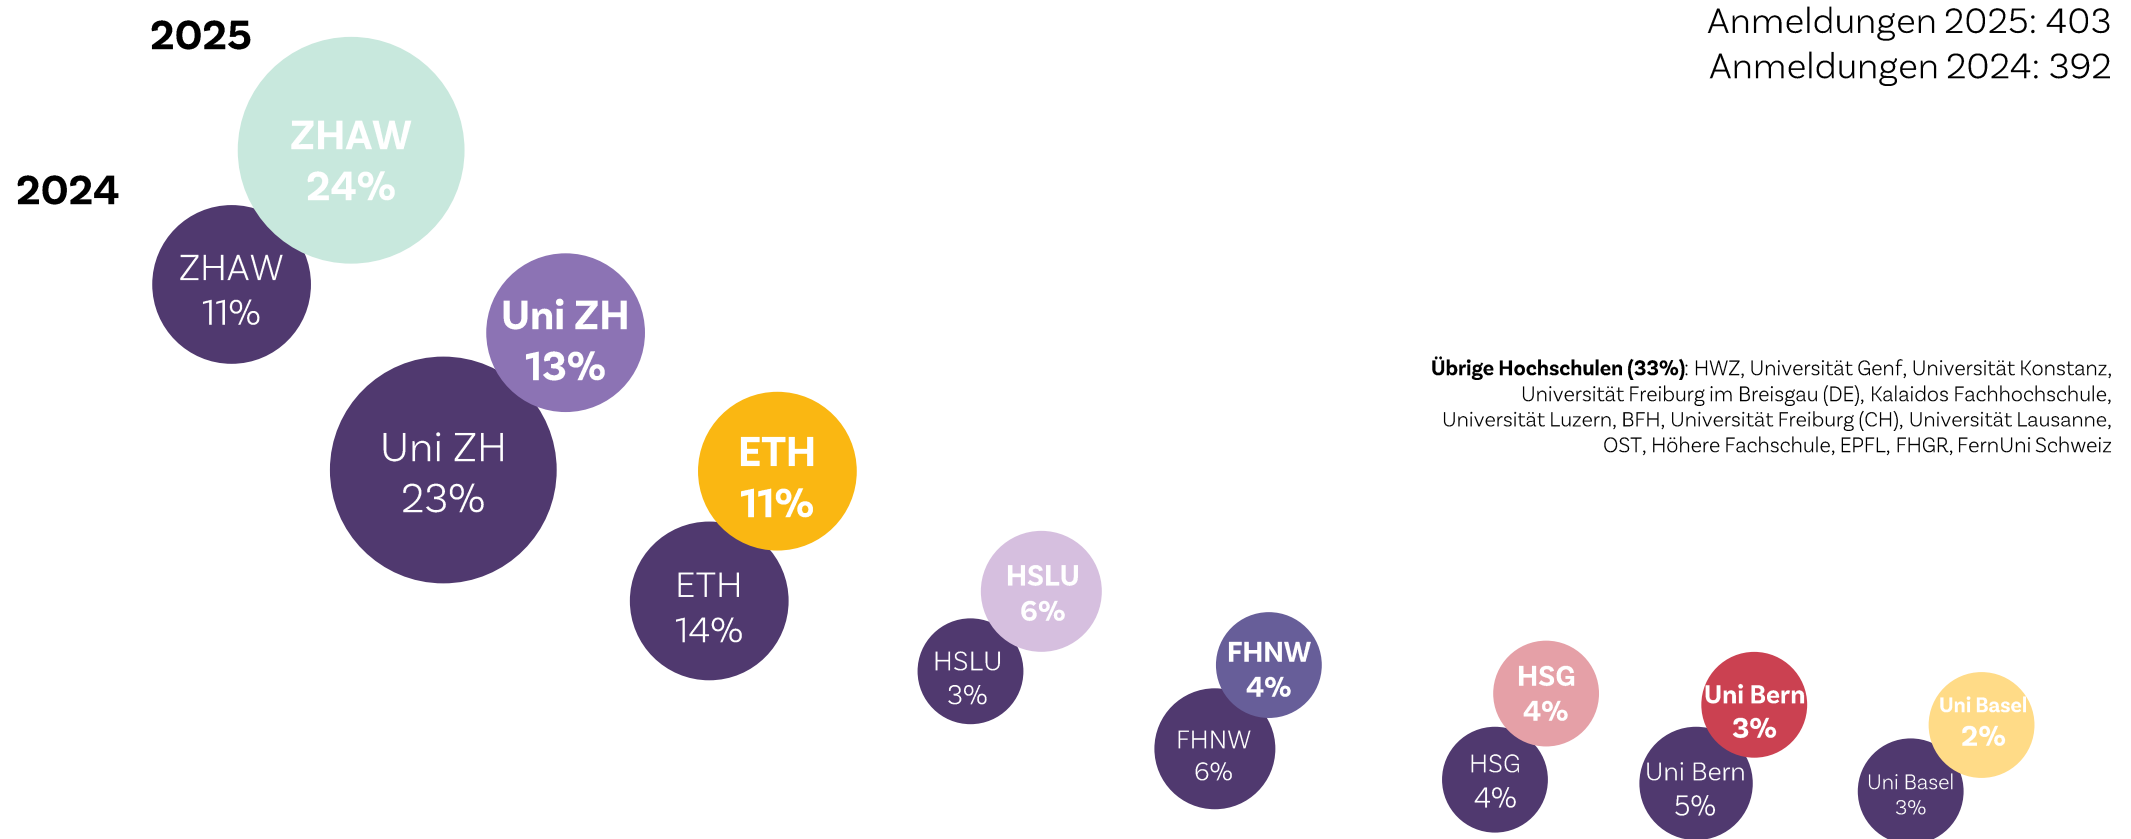 2025
Anmeldungen 2025: 403
Anmeldungen 2024: 392
ZHAW
24%
2024
ZHAW
11%
Uni ZH
13%
Uni ZH
23%
ETH
11%
ETH
14%
Übrige Hochschulen (33%): HWZ, Universität Genf, Universität Konstanz,
Universität Freiburg im Breisgau (DE), Kalaidos Fachhochschule,
Universität Luzern, BFH, Universität Freiburg (CH), Universität Lausanne,
OST, Höhere Fachschule, EPFL, FHGR, FernUni Schweiz
HSLU
6%
HSLU
3%
FHNW
4%
FHNW
6%
HSG
4%
HSG
4%
Uni Bern
3%
Uni Bern
5%
Uni Basel
2%
Uni Basel
3%